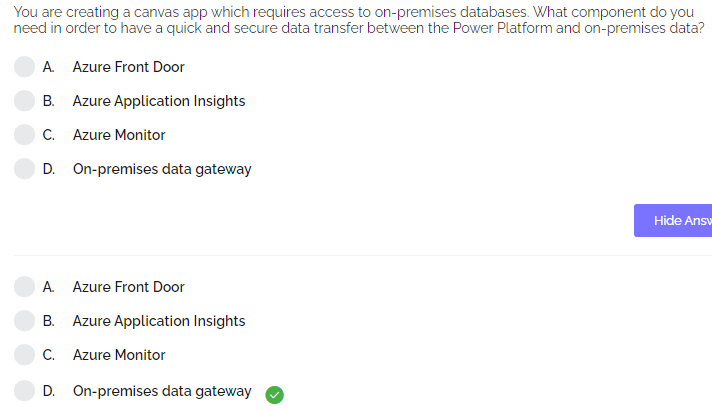 You are creating a canvas app which requires access to on-premises databases. What component do you
need in order to have a quick and secure data transfer between the Power Platform and on-premises data?
A. Azure Front Door
B. Azure Application Insights
C. Azure Monitor
D. On-premises data gateway
Hide Answ
A. Azure Front Door
B. Azure Application Insights
C. Azure Monitor
D. On-premises data gateway